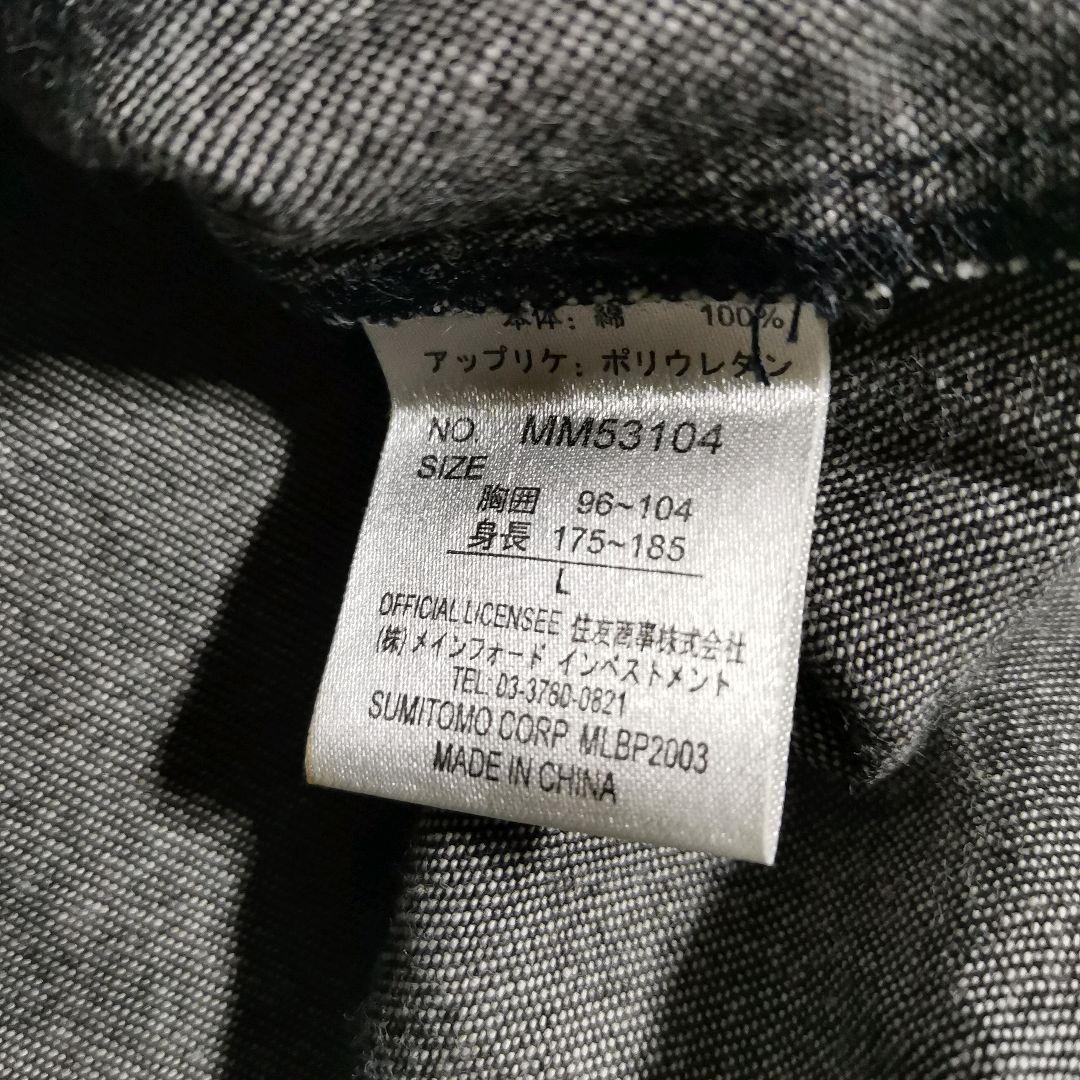 本体：綿 100%
アップリケ：ポリウレタン
NO. MM53104
SIZE
胸囲 96~104
身長 175~185
L
OFFICIAL LICENSEE 住友商事株式会社
(株)メインフォード インベストメント
TEL: 03-3780-0821
SUMITOMO CORP. MLBP2003
MADE IN CHINA